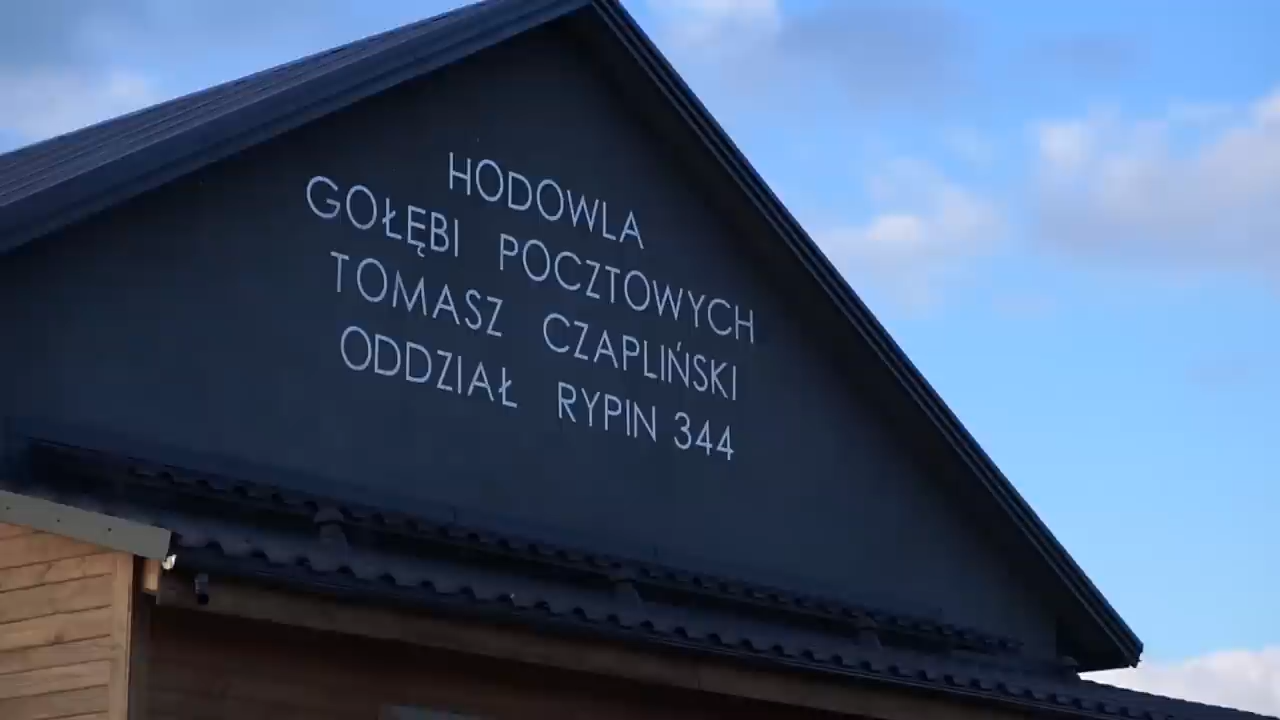 HODOWLA
GOŁĘBI POCZTOWYCH
TOMASZ CZAPLIŃSKI
ODDZIAŁ RYPIN 344